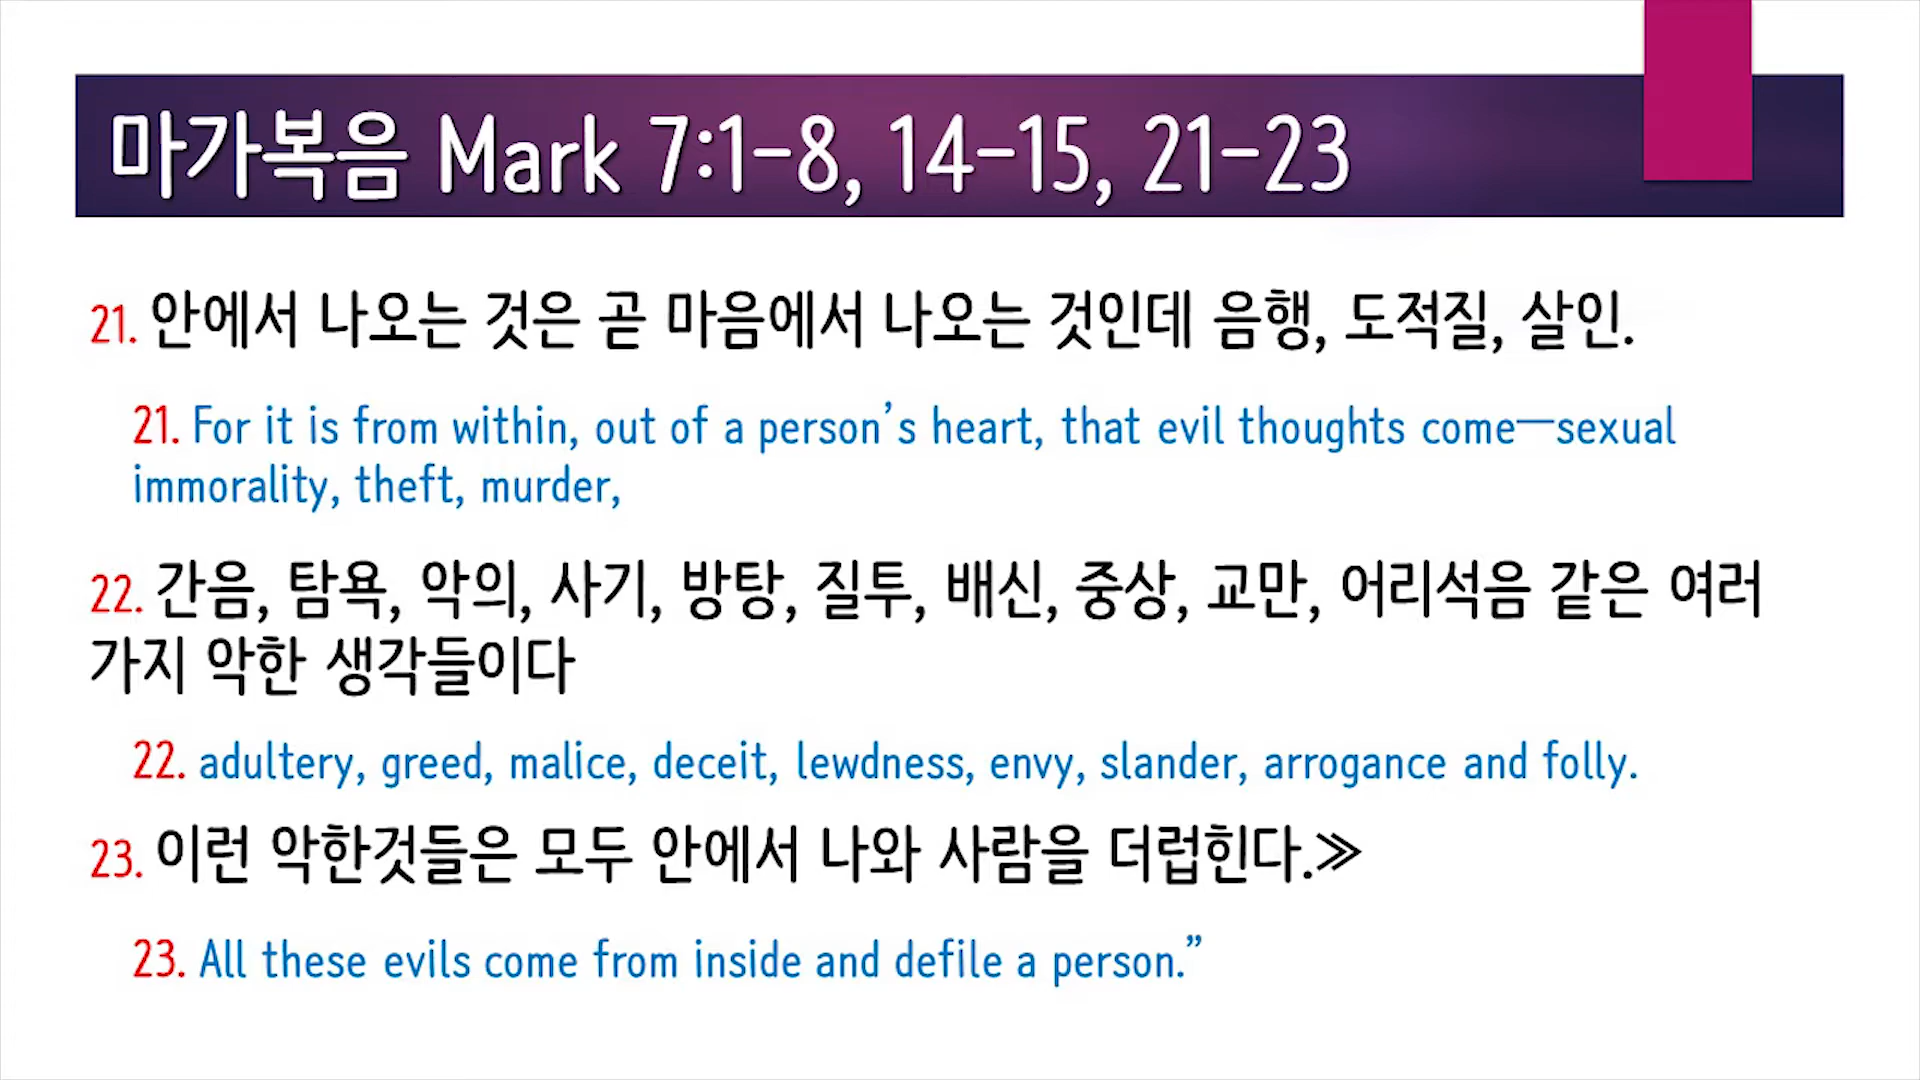 마가복음 Mark 7:1-8, 14-15, 21-23
21. 안에서 나오는 것은 곧 마음에서 나오는 것인데 음행, 도적질, 살인.
21. For it is from within, out of a person’s heart, that evil thoughts come—sexual
immorality, theft, murder,
22. 간음, 탐욕, 악의, 사기, 방탕, 질투, 배신, 중상, 교만, 어리석음 같은 여러
가지 악한 생각들이다
22. adultery, greed, malice, deceit, lewdness, envy, slander, arrogance and folly.
23. 이런 악한것들은 모두 안에서 나와 사람을 더럽힌다.≫
23. All these evils come from inside and defile a person.”